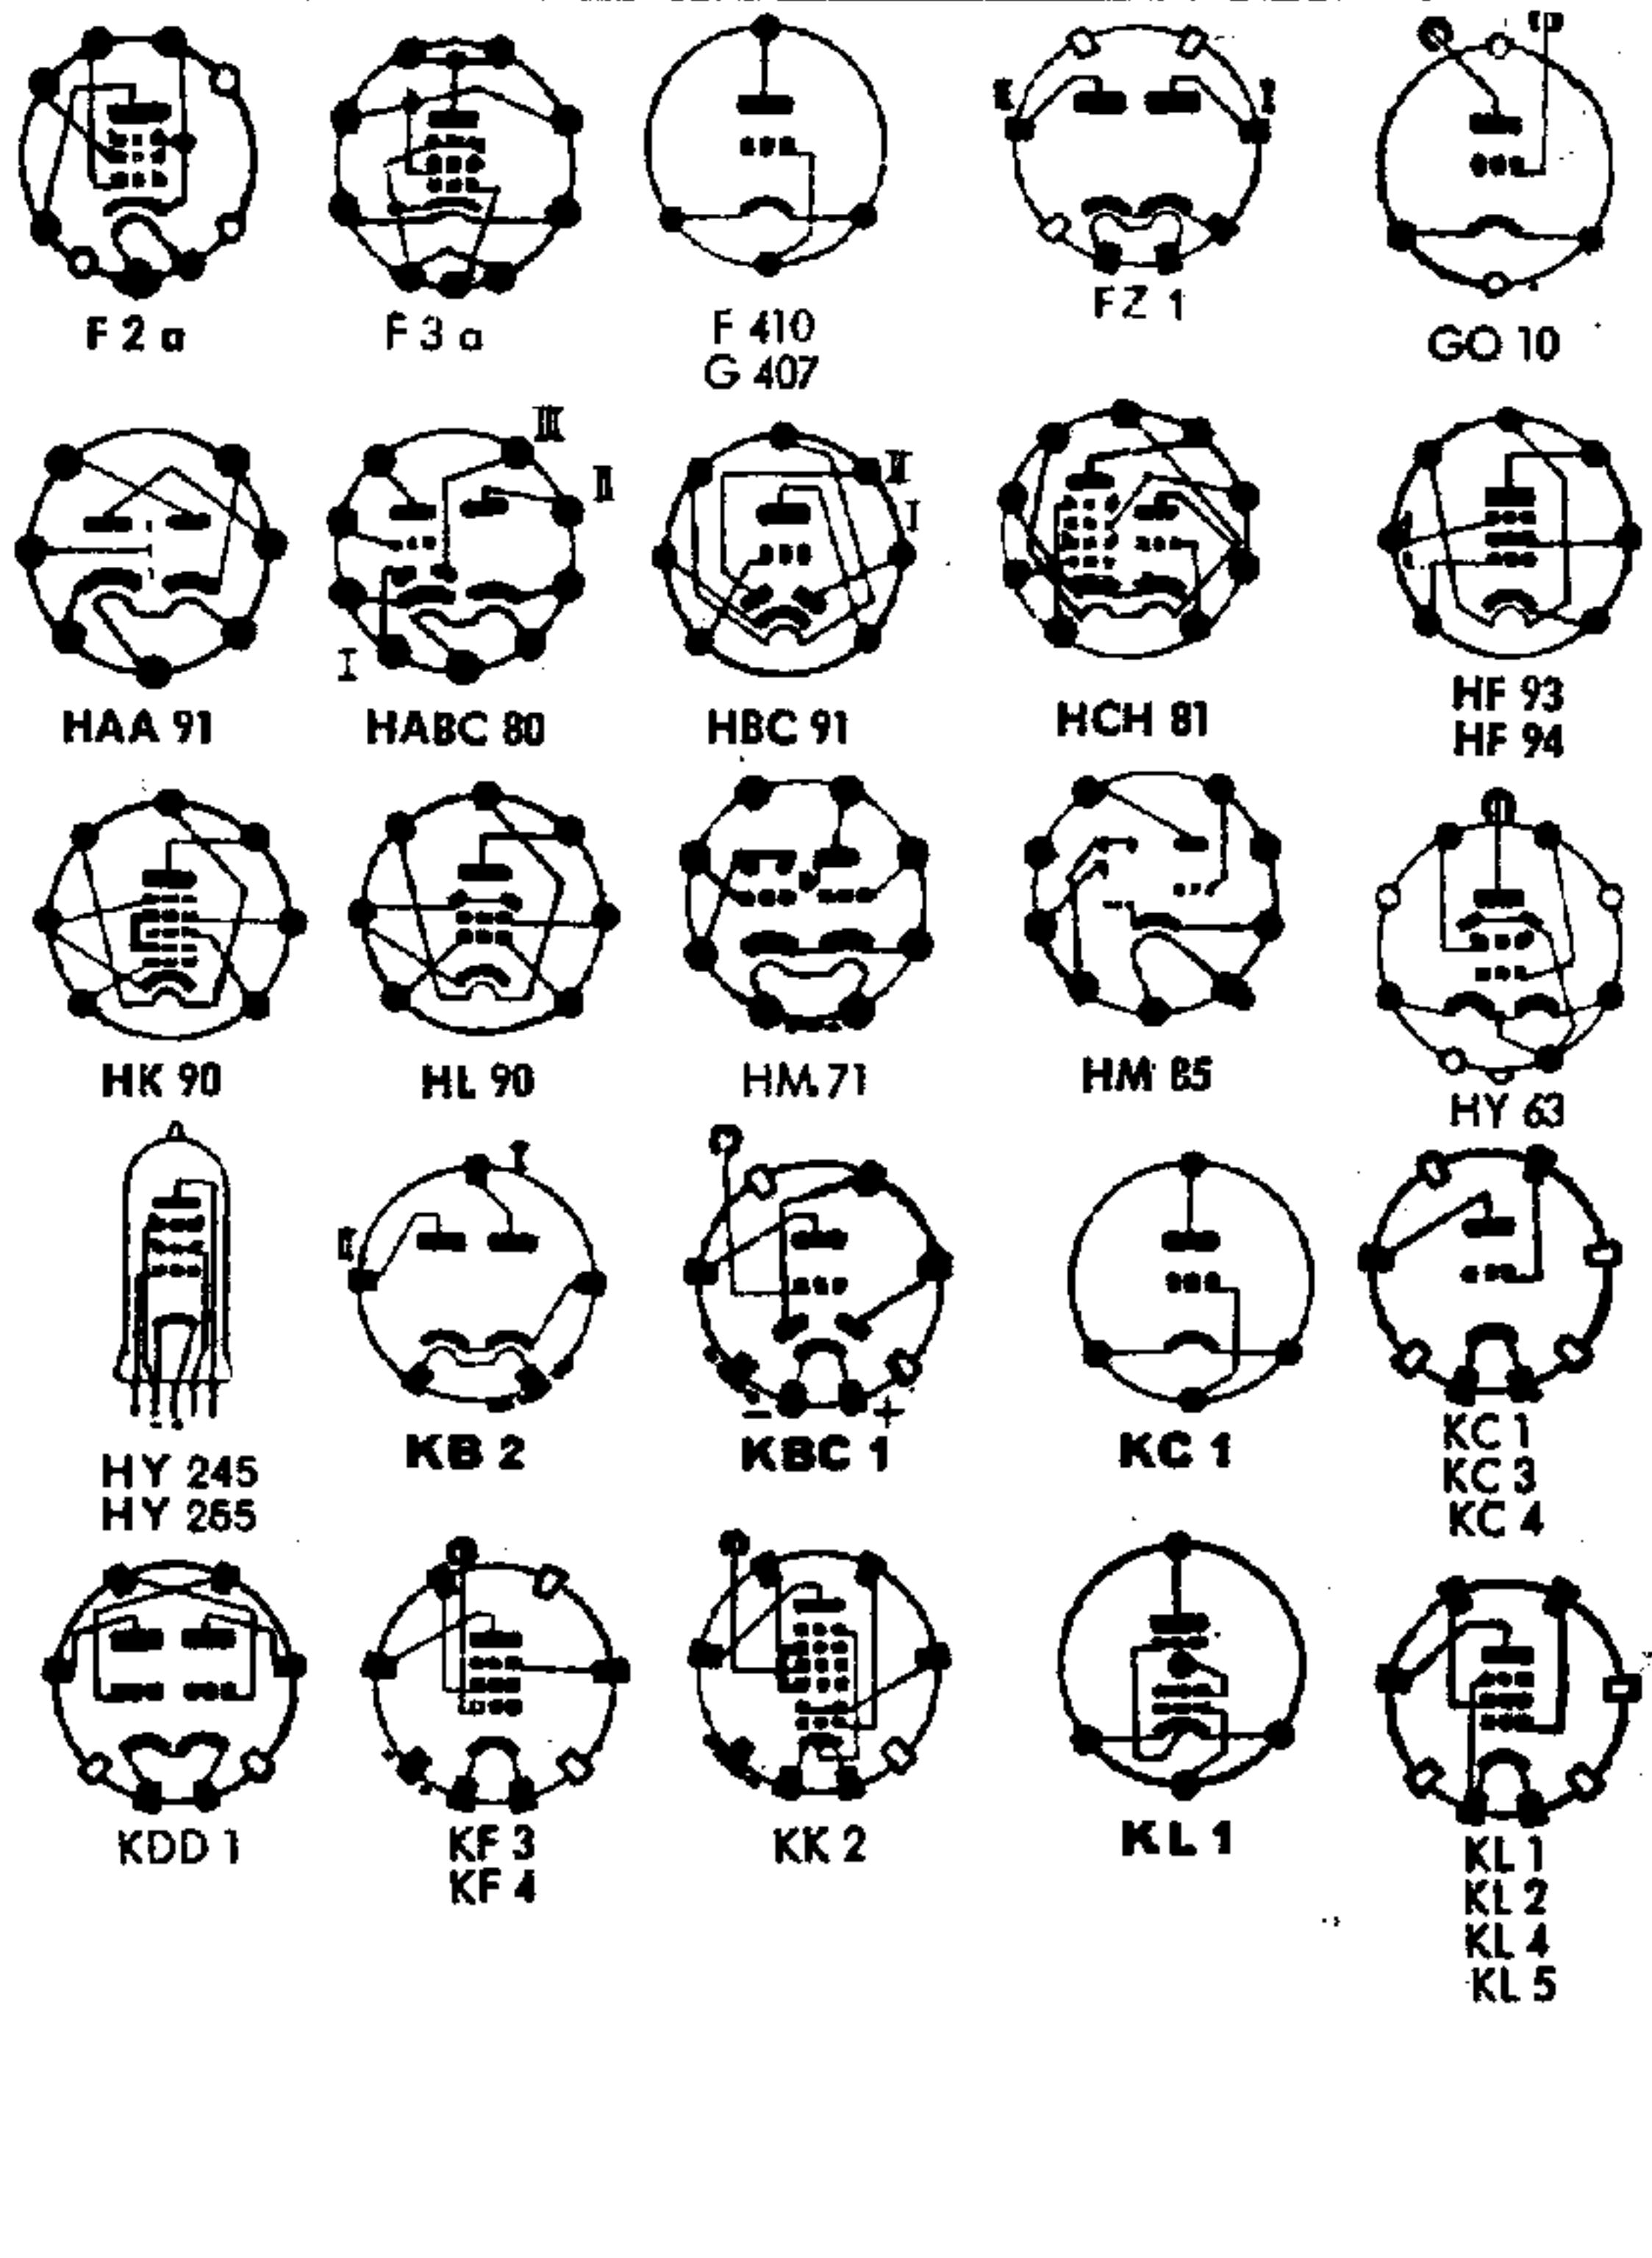 F 2 a
F 3 a
F 410
G 407
FZ 1
GO 10
III
II
I
II
I
HAA 91
HABC 80
HBC 91
HCH 81
HF 93
HF 94
HK 90
HL 90
HM 71
HM 85
HY 63
I
- +
HY 245
HY 255
KB 2
KBC 1
KC 1
KC 1
KC 3
KC 4
KDD 1
KF 3
KF 4
KK 2
KL 1
KL 1
KL 2
KL 4
KL 5